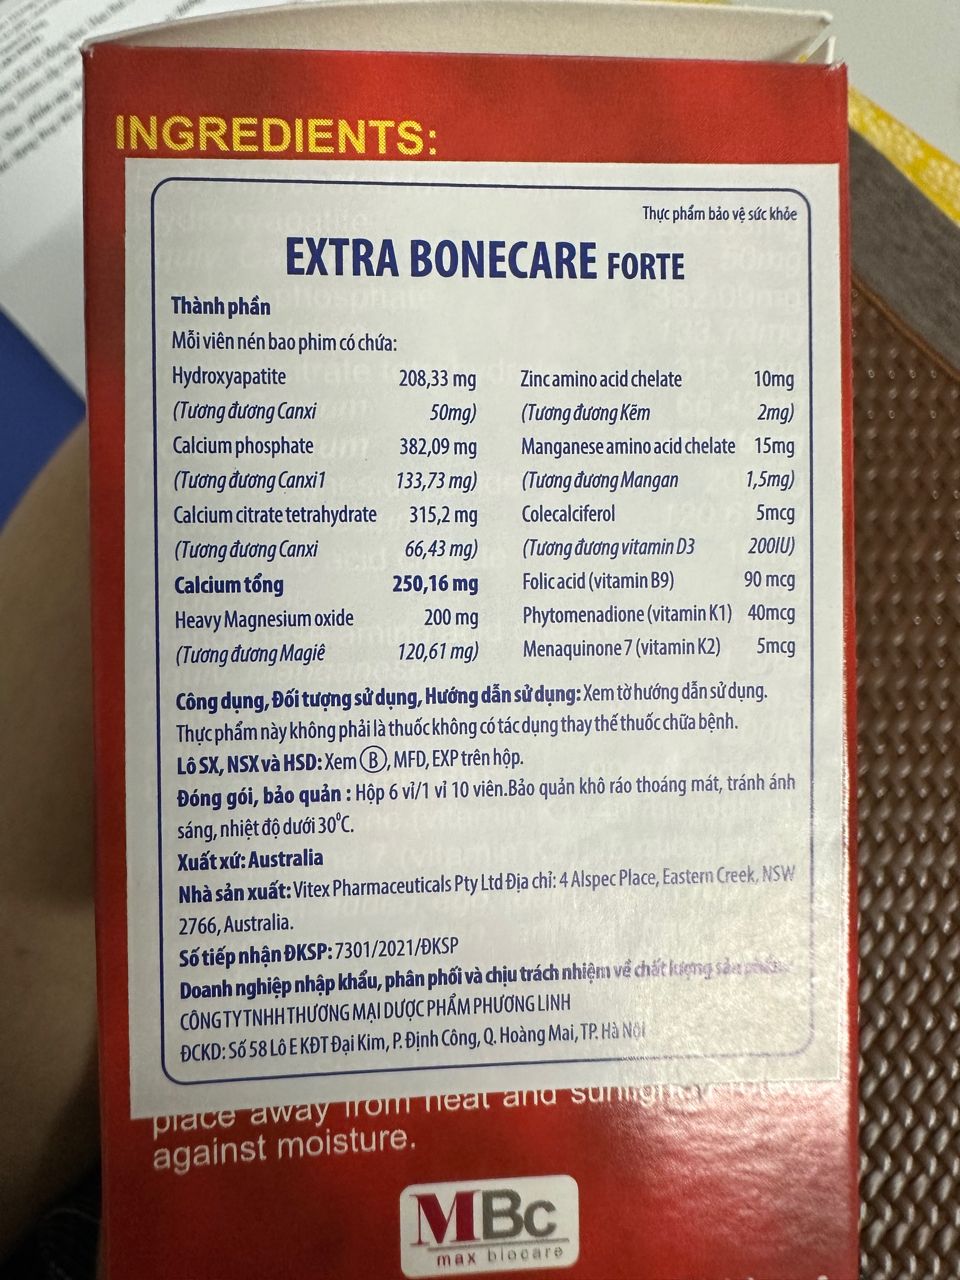 INGREDIENTS:
Thực phẩm bảo vệ sức khỏe
EXTRA BONECARE FORTE
Thành phần
Mỗi viên nén bao phim có chứa:
Hydroxyapatite 208,33 mg
(Tương đương Canxi 50mg)
Calcium phosphate 382,09 mg
(Tương đương Canxi1 133,73 mg)
Calcium citrate tetrahydrate 315,2 mg
(Tương đương Canxi 66,43 mg)
Calcium tổng 250,16 mg
Heavy Magnesium oxide 200 mg
(Tương đương Magiê 120,61 mg)
Zinc amino acid chelate 10mg
(Tương đương Kẽm 2mg)
Manganese amino acid chelate 15mg
(Tương đương Mangan 1,5mg)
Colecalciferol 5mcg
(Tương đương vitamin D3 200IU)
Folic acid (vitamin B9) 90 mcg
Phytomenadione (vitamin K1) 40mcg
Menaquinone 7 (vitamin K2) 5mcg
Công dụng, Đối tượng sử dụng, Hướng dẫn sử dụng: Xem tờ hướng dẫn sử dụng.
Thực phẩm này không phải là thuốc không có tác dụng thay thế thuốc chữa bệnh.
Lô SX, NSX và HSD: Xem Ⓑ, MFD, EXP trên hộp.
Đóng gói, bảo quản : Hộp 6 vỉ/1 vỉ 10 viên.Bảo quản khô ráo thoáng mát, tránh ánh
sáng, nhiệt độ dưới 30⁰C.
Xuất xứ: Australia
Nhà sản xuất: Vitex Pharmaceuticals Pty Ltd Địa chỉ: 4 Alspec Place, Eastern Creek, NSW
2766, Australia.
Số tiếp nhận ĐKSP: 7301/2021/ĐKSP
Doanh nghiệp nhập khẩu, phân phối và chịu trách nhiệm về chất lượng sản phẩm:
CÔNG TY TNHH THƯƠNG MẠI DƯỢC PHẨM PHƯƠNG LINH
ĐCKD: Số 58 Lô E KĐT Đại Kim, P. Định Công, Q. Hoàng Mai, TP. Hà Nội
place away from heat and sunlight.
against moisture.
MBc
max biocare